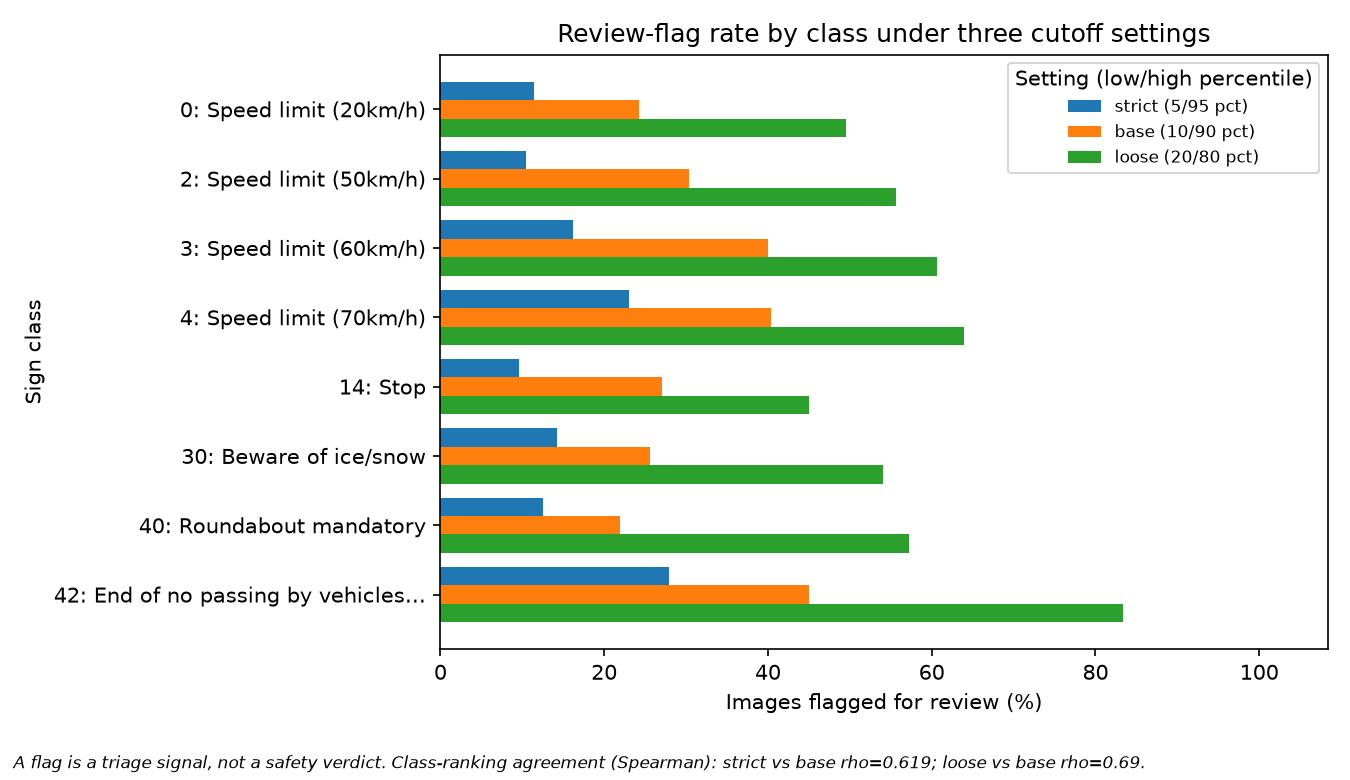 Review-flag rate by class under three cutoff settings
Setting (low/high percentile)
strict (5/95 pct)
base (10/90 pct)
loose (20/80 pct)
Sign class
0: Speed limit (20km/h)
2: Speed limit (50km/h)
3: Speed limit (60km/h)
4: Speed limit (70km/h)
14: Stop
30: Beware of ice/snow
40: Roundabout mandatory
42: End of no passing by vehicles...
0 20 40 60 80 100
Images flagged for review (%)
A flag is a triage signal, not a safety verdict. Class-ranking agreement (Spearman): strict vs base rho=0.619; loose vs base rho=0.69.